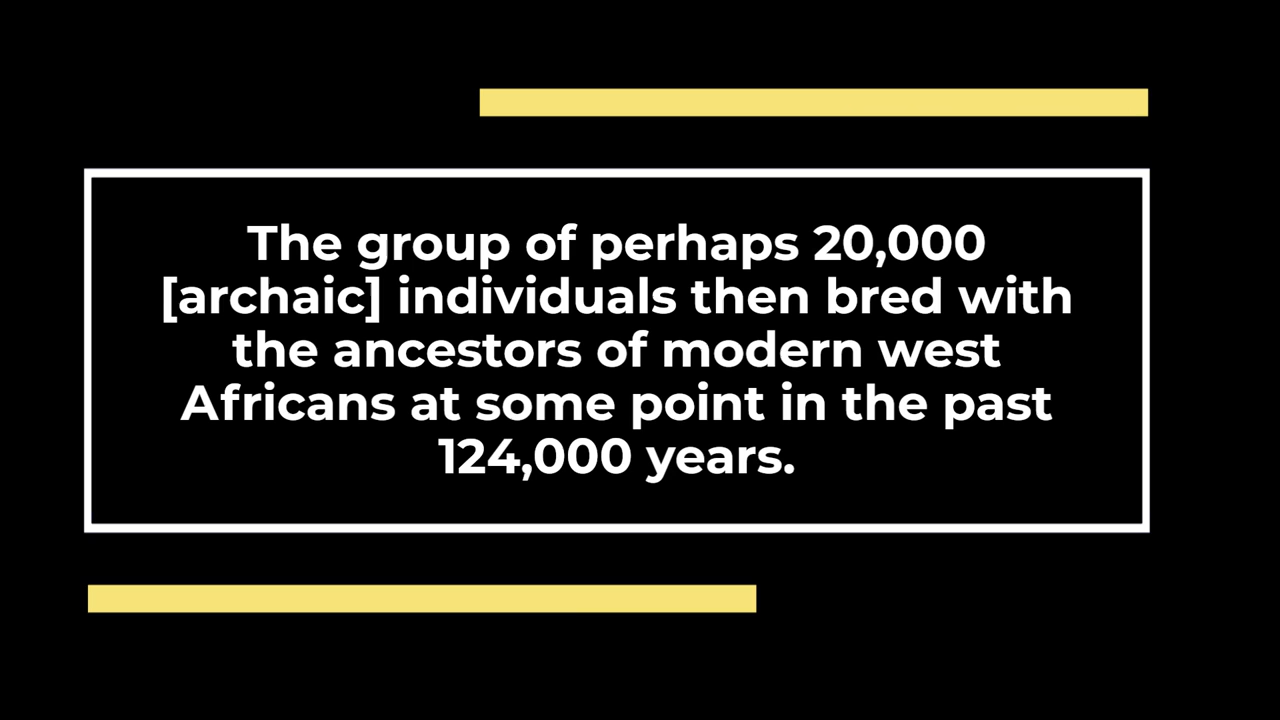 The group of perhaps 20,000
[archaic] individuals then bred with
the ancestors of modern west
Africans at some point in the past
124,000 years.